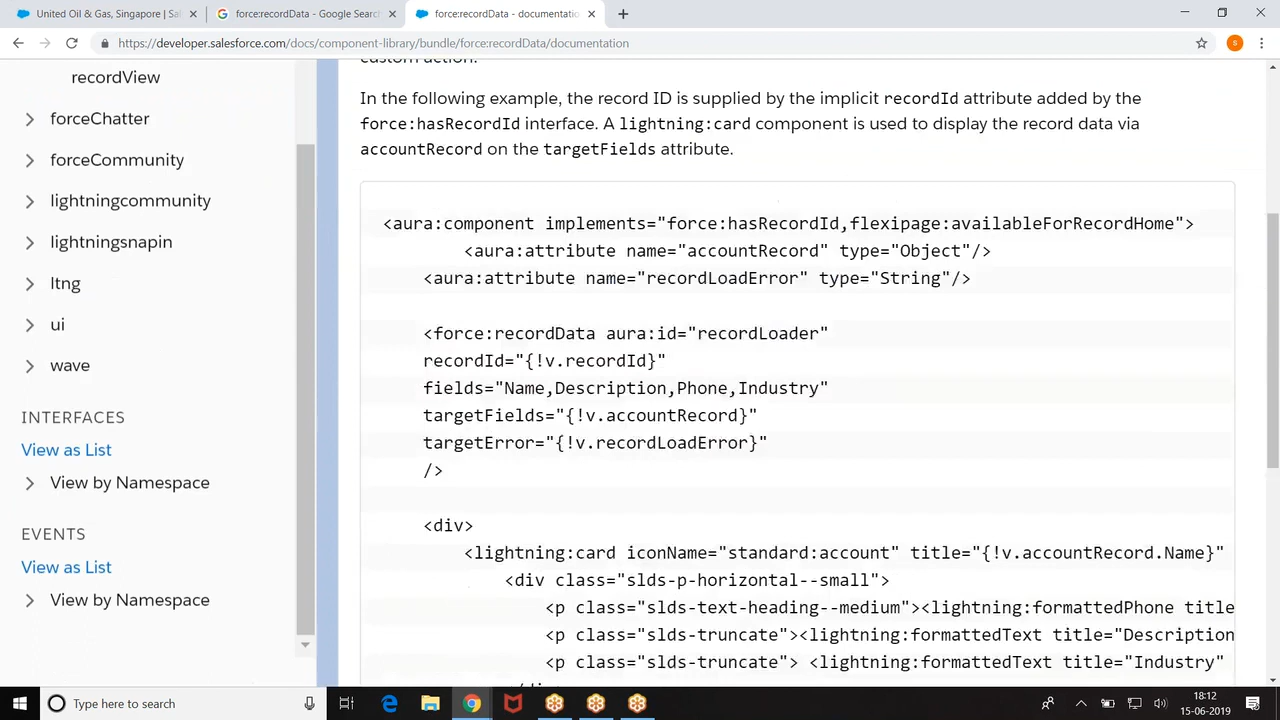 United Oil & Gas, Singapore | Sal
force:recordData - Google Search
force:recordData - documentation
https://developer.salesforce.com/docs/component-library/bundle/force:recordData/documentation
S
recordView
forceChatter
forceCommunity
lightningcommunity
lightningsnapin
ltng
ui
wave
INTERFACES
View as List
View by Namespace
EVENTS
View as List
View by Namespace
custom action.
In the following example, the record ID is supplied by the implicit recordId attribute added by the
force:hasRecordId interface. A lightning:card component is used to display the record data via
accountRecord on the targetFields attribute.
<aura:component implements="force:hasRecordId,flexipage:availableForRecordHome">
<aura:attribute name="accountRecord" type="Object"/>
<aura:attribute name="recordLoadError" type="String"/>
<force:recordData aura:id="recordLoader"
recordId="{!v.recordId}"
fields="Name,Description,Phone,Industry"
targetFields="{!v.accountRecord}"
targetError="{!v.recordLoadError}"
/>
<div>
<lightning:card iconName="standard:account" title="{!v.accountRecord.Name}"
<div class="slds-p-horizontal--small">
<p class="slds-text-heading--medium"><lightning:formattedPhone title
<p class="slds-truncate"><lightning:formattedText title="Description
<p class="slds-truncate"> <lightning:formattedText title="Industry"
Type here to search
18:12
15-06-2019